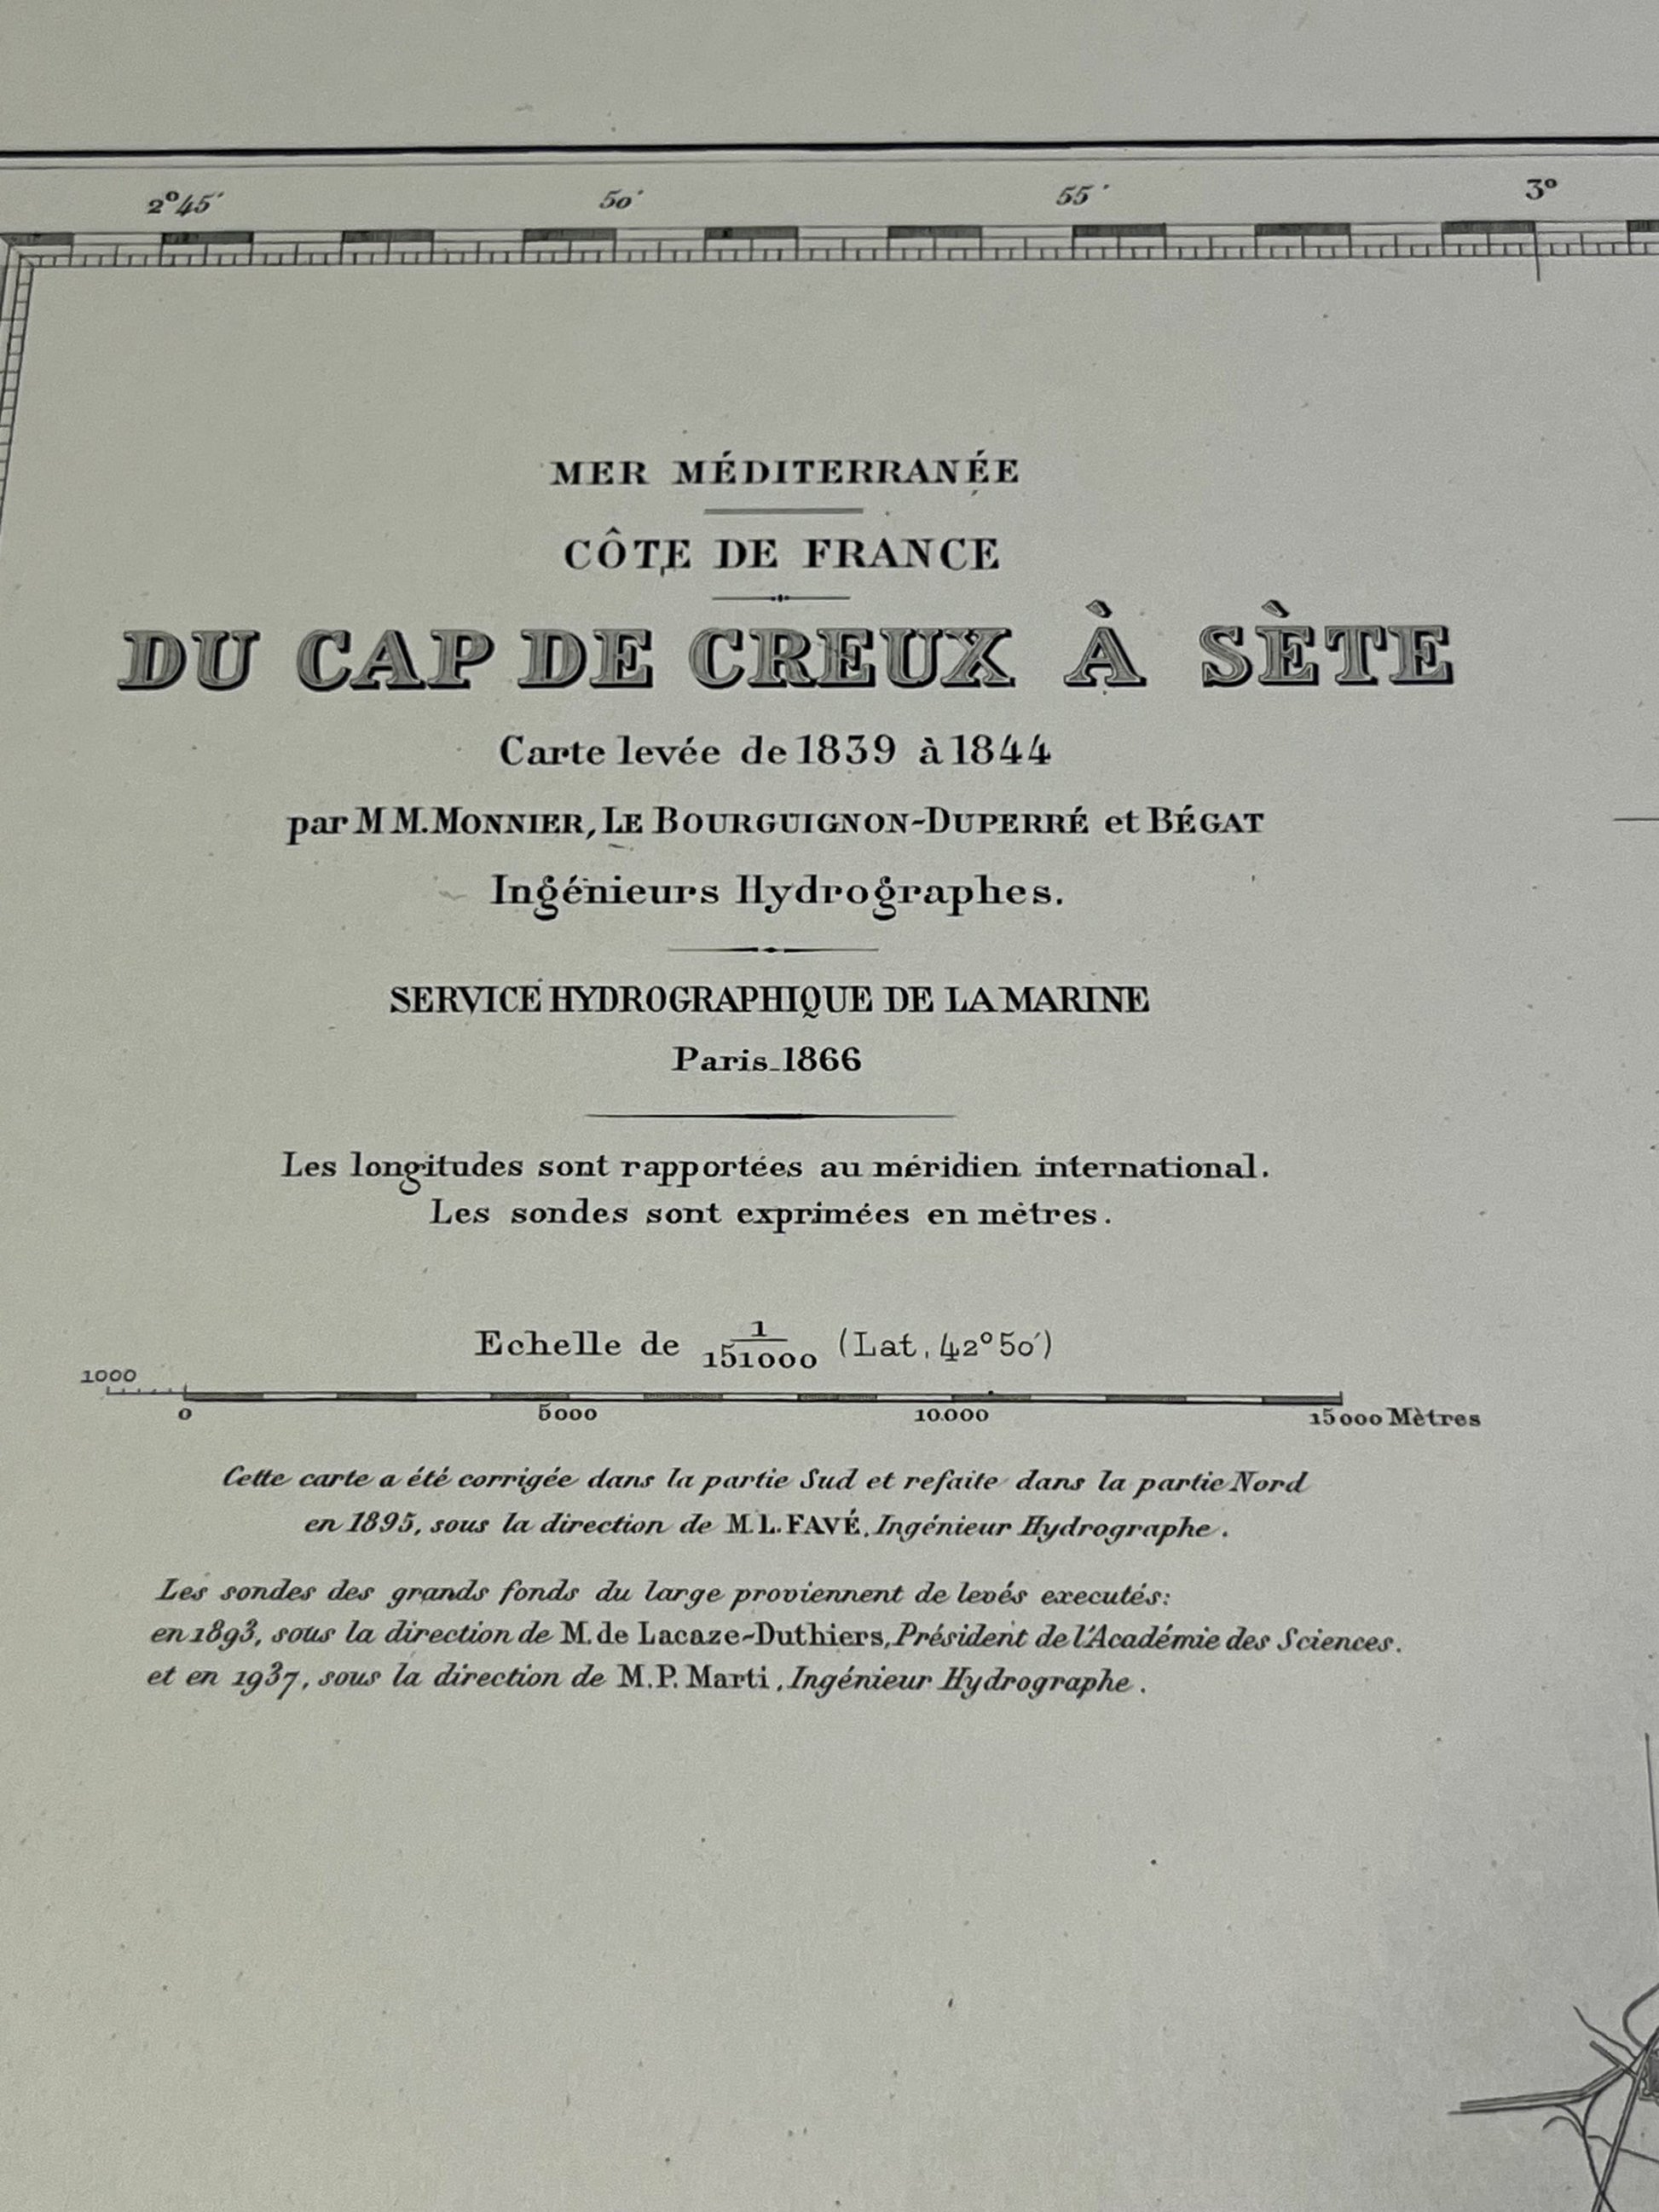 2°45′ 50′ 55′ 3°
MER MÉDITERRANÉE
CÔTE DE FRANCE
DU CAP DE CREUX À SÈTE
Carte levée de 1839 à 1844
par MM. MONNIER, LE BOURGUIGNON-DUPERRÉ et BÉGAT
Ingénieurs Hydrographes.
SERVICE HYDROGRAPHIQUE DE LA MARINE
Paris_1866
Les longitudes sont rapportées au méridien international.
Les sondes sont exprimées en mètres.
Echelle de 1/151000 (Lat. 42°50′)
1000
0 5000 10.000 15000 Mètres
Cette carte a été corrigée dans la partie Sud et refaite dans la partie Nord
en 1895, sous la direction de M.L. FAVÉ, Ingénieur Hydrographe.
Les sondes des grands fonds du large proviennent de levés executés:
en 1893, sous la direction de M. de Lacaze-Duthiers, Président de l'Académie des Sciences.
et en 1937, sous la direction de M.P. Marti, Ingénieur Hydrographe.